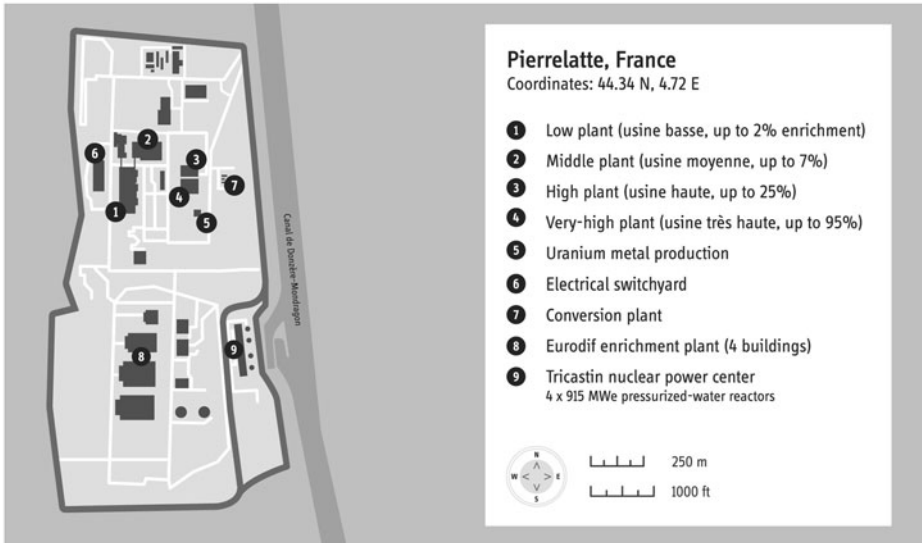 Pierrelatte, France
Coordinates: 44.34 N, 4.72 E
1 Low plant (usine basse, up to 2% enrichment)
2 Middle plant (usine moyenne, up to 7%)
3 High plant (usine haute, up to 25%)
4 Very-high plant (usine très haute, up to 95%)
5 Uranium metal production
6 Electrical switchyard
7 Conversion plant
8 Eurodif enrichment plant (4 buildings)
9 Tricastin nuclear power center
4 x 915 MWe pressurized-water reactors
N
W E
S
250 m
1000 ft
2
6
3
7
4
1
5
Canal de Donzère-Mondragon
9
8